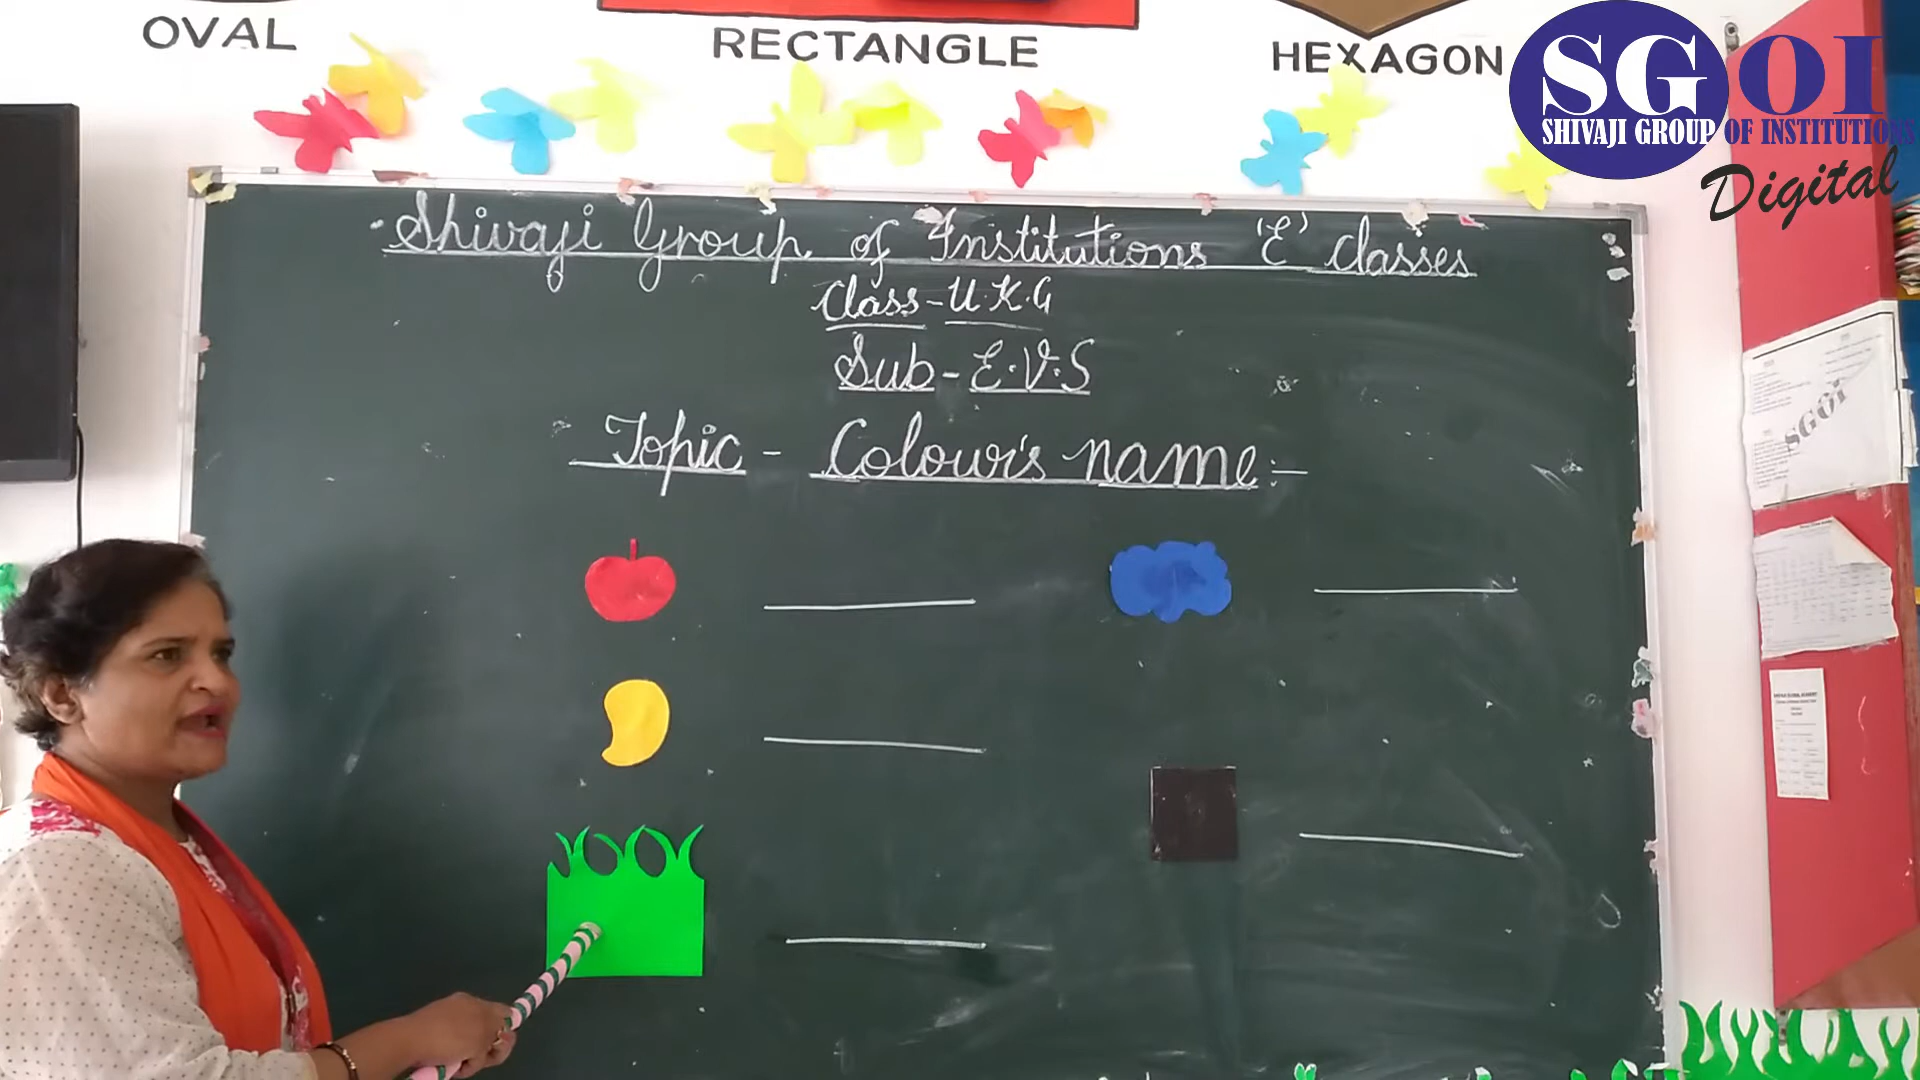 OVAL
RECTANGLE
HEXAGON
SGOI
SHIVAJI GROUP OF INSTITUTIONS
Digital
Shivaji Group of Institutions 'E' classes
Class-U.K.G
Sub-E.V.S
Topic - Colour's name:-
SGOI